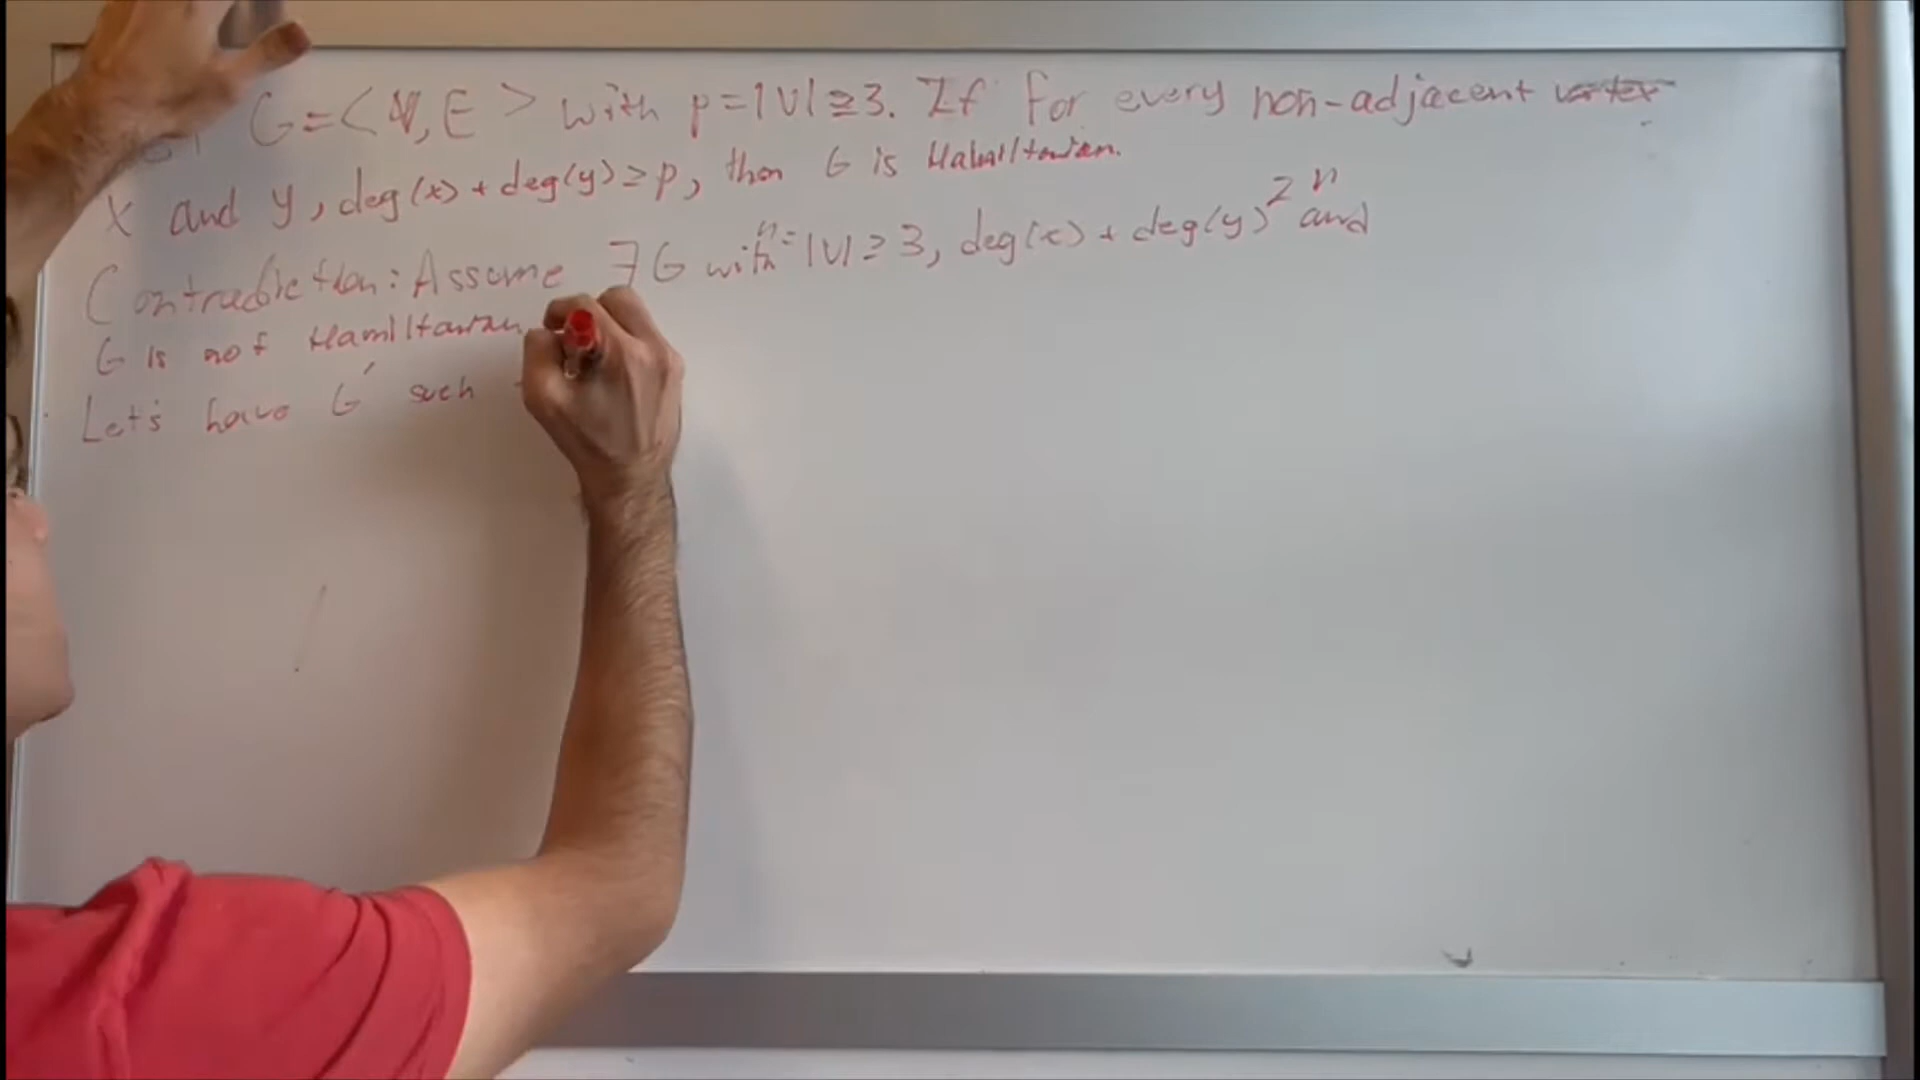 G = < V, E > with p = |V| ≥ 3. If for every non-adjacent vertex
x and y, deg(x) + deg(y) ≥ p, then G is Hamiltonian.
Contradiction: Assume ∃ G with n = |V| ≥ 3, deg(x) + deg(y) ≥ n and
G is not Hamiltonian
Let's have G' such